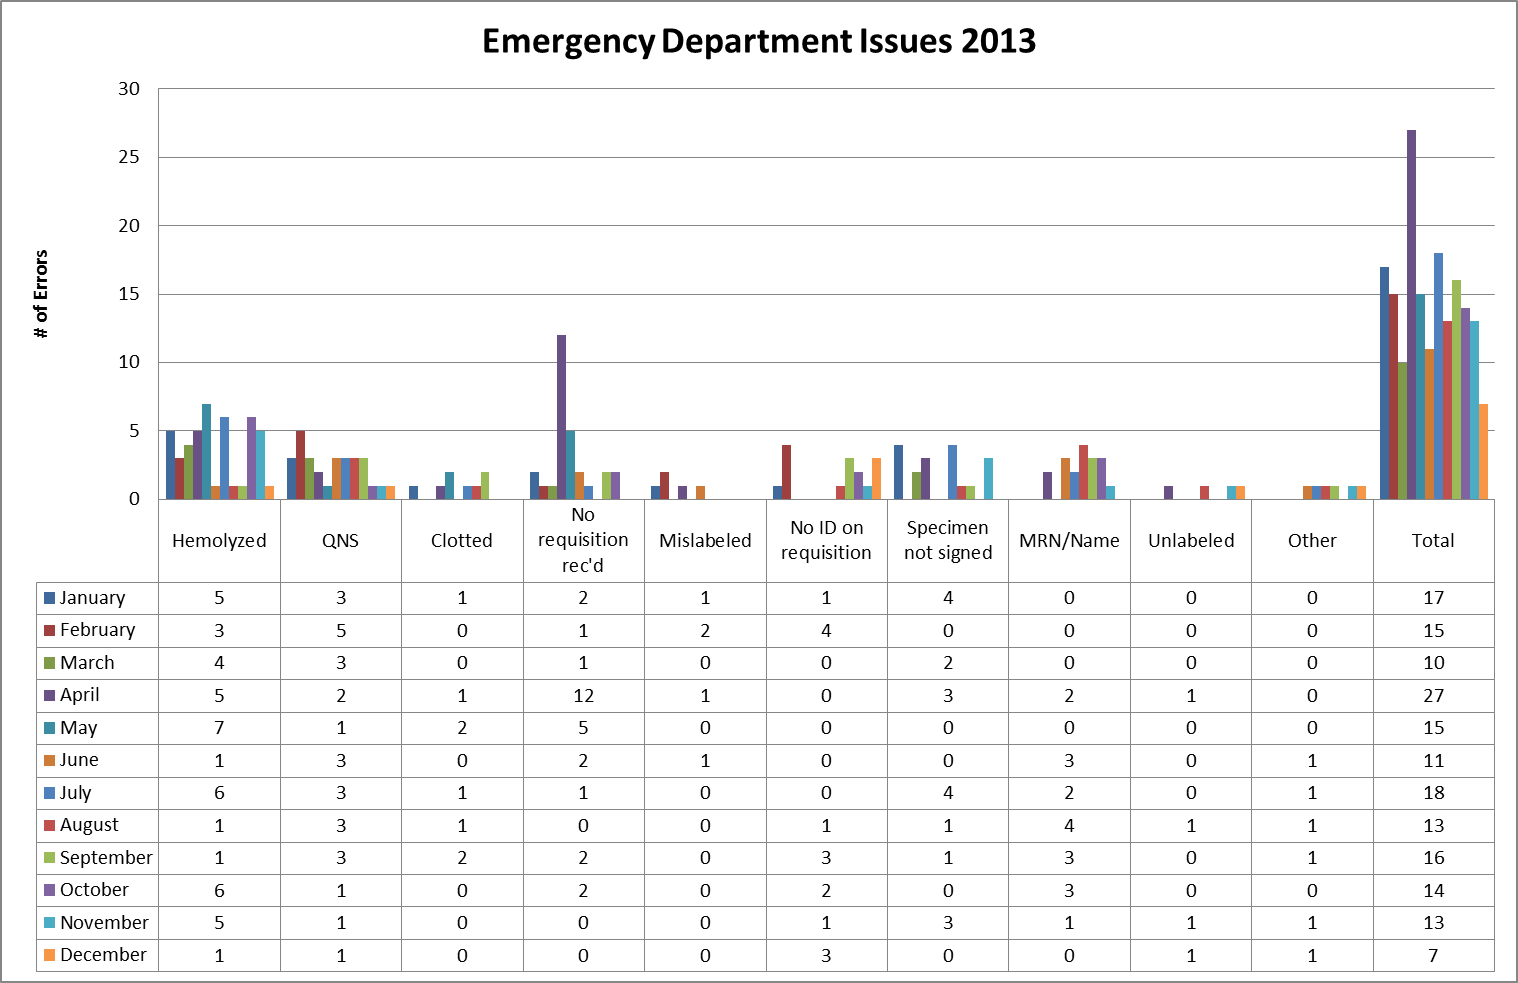 Emergency Department Issues 2013
30
25
20
15
10
5
0
# of Errors
Hemolyzed QNS Clotted No requisition rec'd Mislabeled No ID on requisition Specimen not signed MRN/Name Unlabeled Other Total
January 5 3 1 2 1 1 4 0 0 0 17
February 3 5 0 1 2 4 0 0 0 0 15
March 4 3 0 1 0 0 2 0 0 0 10
April 5 2 1 12 1 0 3 2 1 0 27
May 7 1 2 5 0 0 0 0 0 0 15
June 1 3 0 2 1 0 0 3 0 1 11
July 6 3 1 1 0 0 4 2 0 1 18
August 1 3 1 0 0 1 1 4 1 1 13
September 1 3 2 2 0 3 1 3 0 1 16
October 6 1 0 2 0 2 0 3 0 0 14
November 5 1 0 0 0 1 3 1 1 1 13
December 1 1 0 0 0 3 0 0 1 1 7